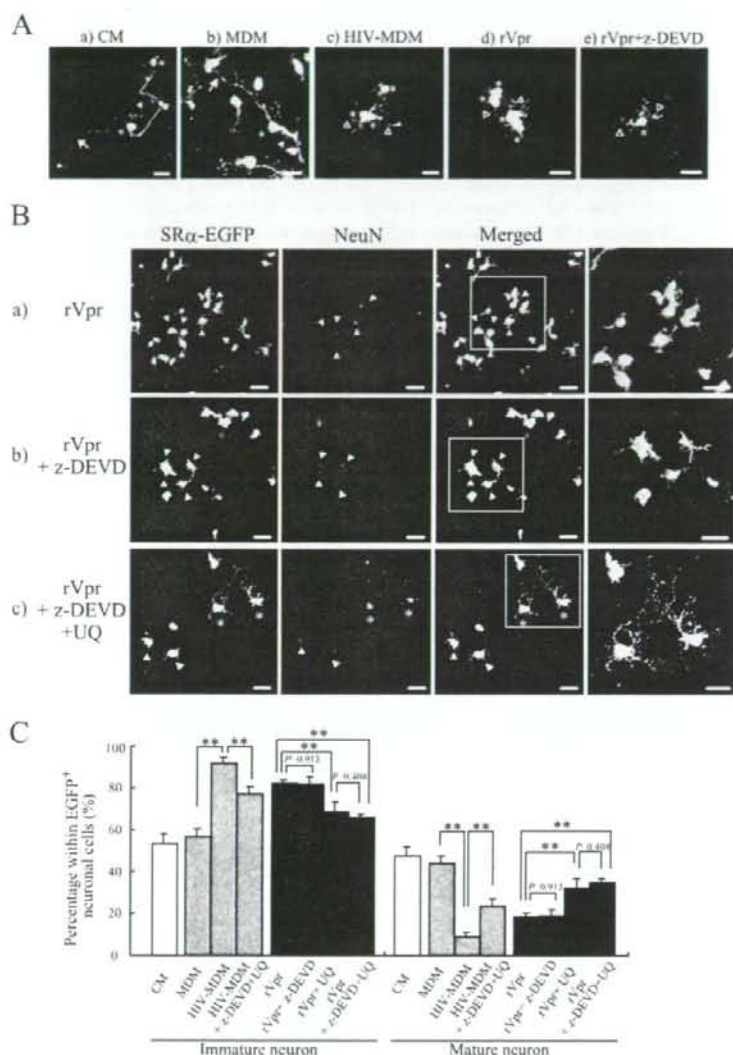 A
a) CM b) MDM c) HIV-MDM d) rVpr e) rVpr+z-DEVD
B
SRα-EGFP NeuN Merged
a) rVpr
b) rVpr + z-DEVD
c) rVpr + z-DEVD +UQ
C
Percentage within EGFP+ neuronal cells (%)
100
80
60
40
20
0
** ** ** ** P 0.912 P 0.408
** ** ** ** P 0.913 P 0.408
CM
MDM
HIV-MDM
HIV-MDM + z-DEVD+UQ
rVpr
rVpr+ z-DEVD
rVpr+ UQ
rVpr + z-DEVD+UQ
CM
MDM
HIV-MDM
HIV-MDM + z-DEVD+UQ
rVpr
rVpr+ z-DEVD
rVpr+ UQ
rVpr + z-DEVD+UQ
Immature neuron Mature neuron